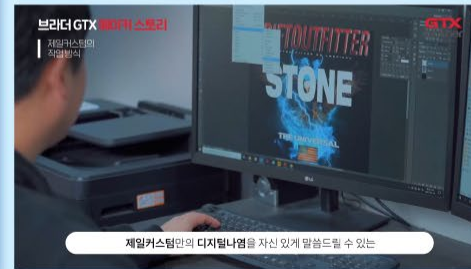 브라더 GTX 메이커 스토리
GTX
제일커스텀의
작업 방식
OUTFITTER
STONE
THE UNIVERSAL
LG
제일커스텀만의 디지털나염을 자신 있게 말씀드릴 수 있는